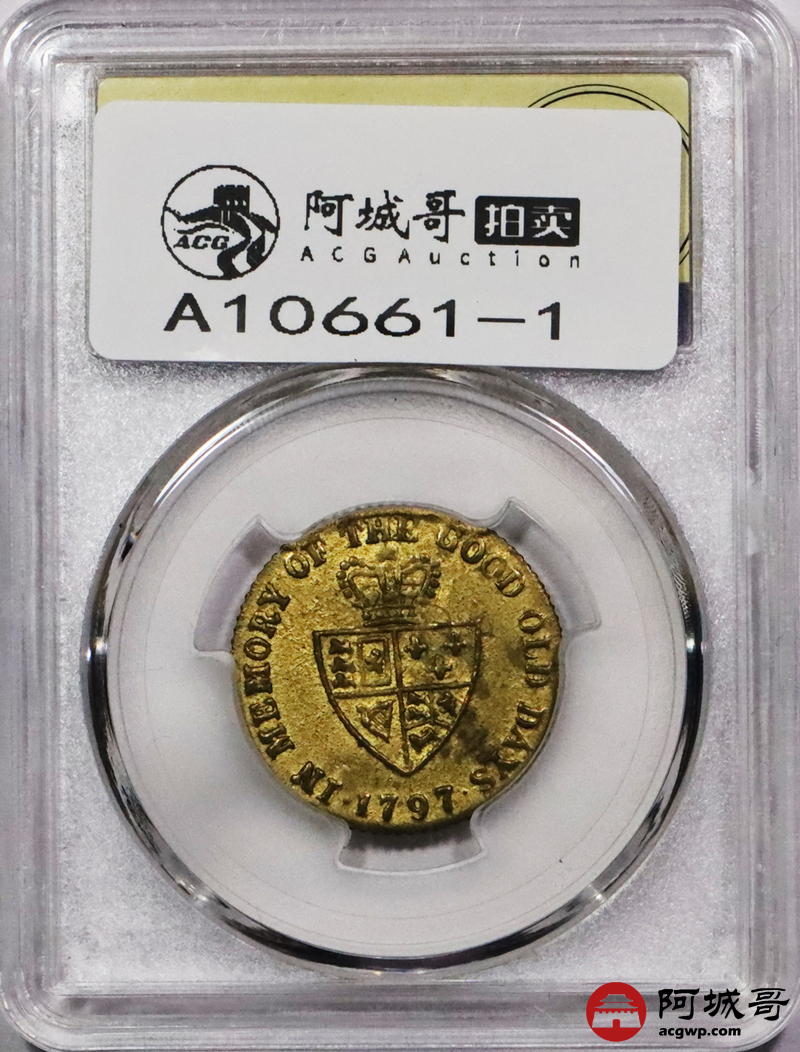 ACG
阿城哥 拍卖
ACGAuction
A10661-1
IN MEMORY OF THE GOOD OLD DAYS
·1797·
阿城哥
acgwp.com